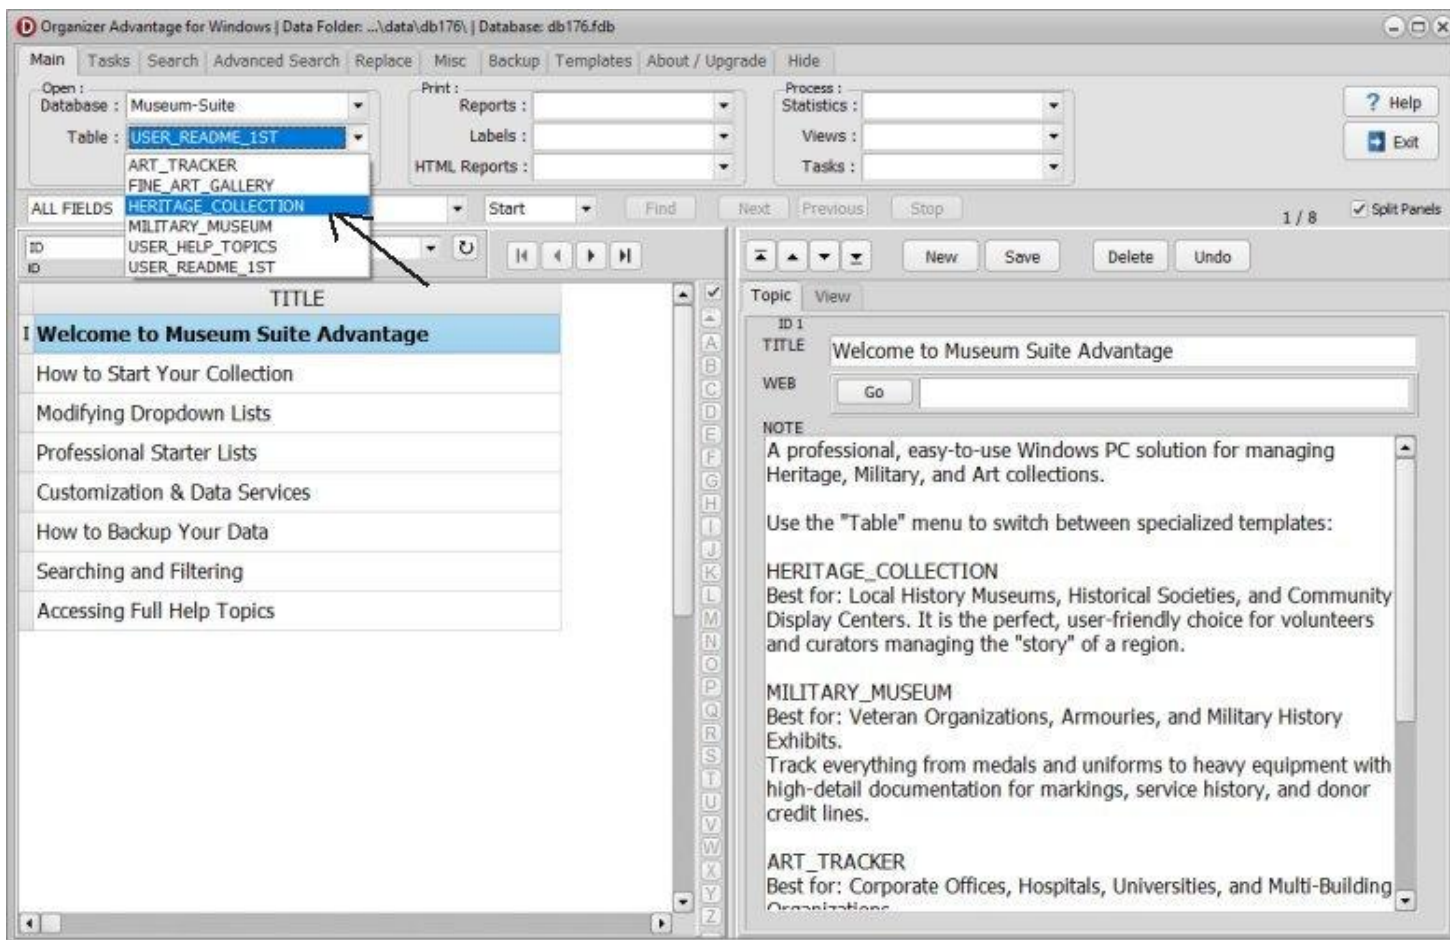 Organizer Advantage for Windows | Data Folder: ...\data\db176\ | Database: db176.fdb
Main Tasks Search Advanced Search Replace Misc Backup Templates About / Upgrade Hide
Open : Print : Process :
Database : Museum-Suite Reports : Statistics : ? Help
Table : USER_README_1ST Labels : Views : Exit
HTML Reports : Tasks :
ART_TRACKER
FINE_ART_GALLERY
HERITAGE_COLLECTION
MILITARY_MUSEUM
USER_HELP_TOPICS
USER_README_1ST
ALL FIELDS Start Find Next Previous Stop 1 / 8 Split Panels
ID
ID
New Save Delete Undo
TITLE
I Welcome to Museum Suite Advantage
How to Start Your Collection
Modifying Dropdown Lists
Professional Starter Lists
Customization & Data Services
How to Backup Your Data
Searching and Filtering
Accessing Full Help Topics
A
B
C
D
E
F
G
H
I
J
K
L
M
N
O
P
Q
R
S
T
U
V
W
X
Y
Z
Topic View
ID 1
TITLE Welcome to Museum Suite Advantage
WEB Go
NOTE
A professional, easy-to-use Windows PC solution for managing
Heritage, Military, and Art collections.
Use the "Table" menu to switch between specialized templates:
HERITAGE_COLLECTION
Best for: Local History Museums, Historical Societies, and Community
Display Centers. It is the perfect, user-friendly choice for volunteers
and curators managing the "story" of a region.
MILITARY_MUSEUM
Best for: Veteran Organizations, Armouries, and Military History
Exhibits.
Track everything from medals and uniforms to heavy equipment with
high-detail documentation for markings, service history, and donor
credit lines.
ART_TRACKER
Best for: Corporate Offices, Hospitals, Universities, and Multi-Building
Organizations